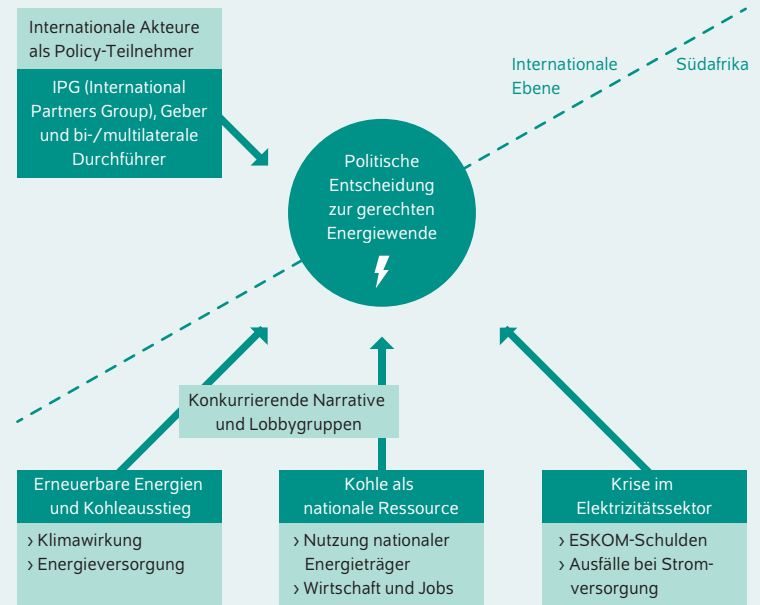 Internationale Akteure
als Policy-Teilnehmer
IPG (International
Partners Group), Geber
und bi-/multilaterale
Durchführer
Internationale
Ebene
Südafrika
Politische
Entscheidung
zur gerechten
Energiewende
Konkurrierende Narrative
und Lobbygruppen
Erneuerbare Energien
und Kohleausstieg
› Klimawirkung
› Energieversorgung
Kohle als
nationale Ressource
› Nutzung nationaler
Energieträger
› Wirtschaft und Jobs
Krise im
Elektrizitätssektor
› ESKOM-Schulden
› Ausfälle bei Strom-
versorgung